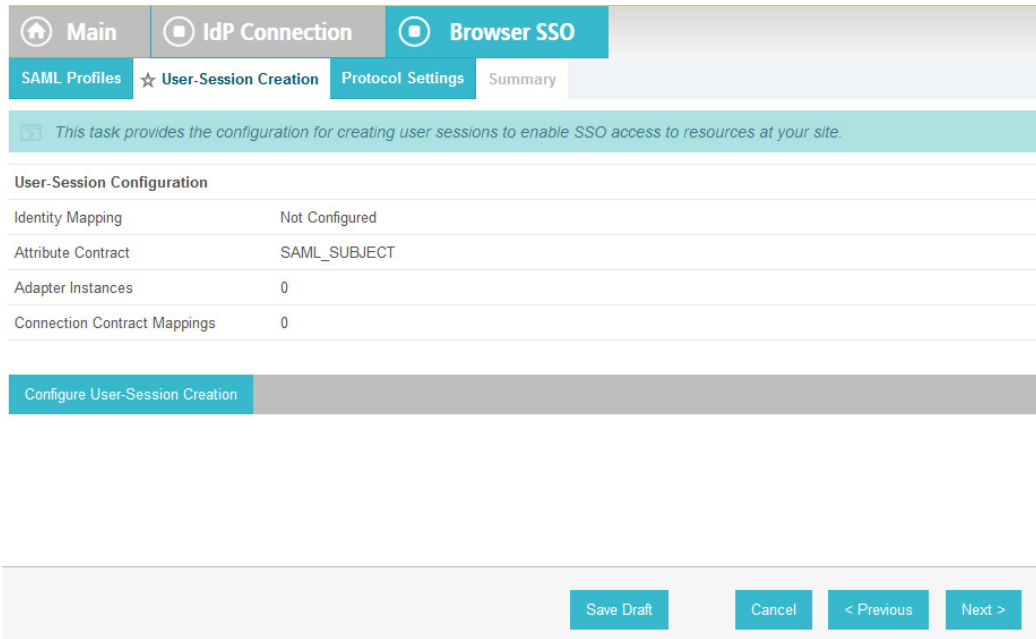 Main IdP Connection Browser SSO
SAML Profiles User-Session Creation Protocol Settings Summary
This task provides the configuration for creating user sessions to enable SSO access to resources at your site.
User-Session Configuration
Identity Mapping Not Configured
Attribute Contract SAML_SUBJECT
Adapter Instances 0
Connection Contract Mappings 0
Configure User-Session Creation
Save Draft Cancel < Previous Next >